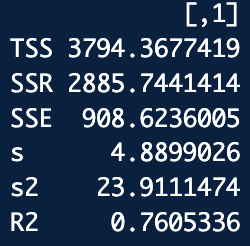 [,1]
TSS 3794.3677419
SSR 2885.7441414
SSE 908.6236005
s 4.8899026
s2 23.9111474
R2 0.7605336